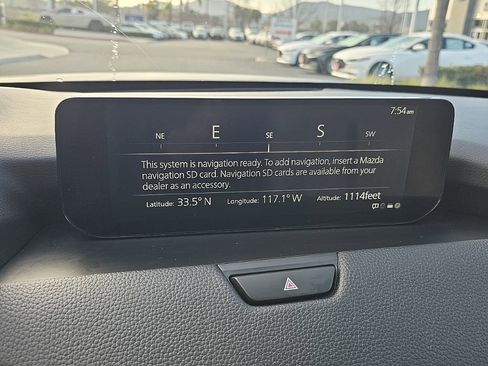 7:54am
NE E SE S SW
This system is navigation ready. To add navigation, insert a Mazda
navigation SD card. Navigation SD cards are available from your
dealer as an accessory.
Latitude: 33.5° N Longitude: 117.1° W Altitude: 1114feet